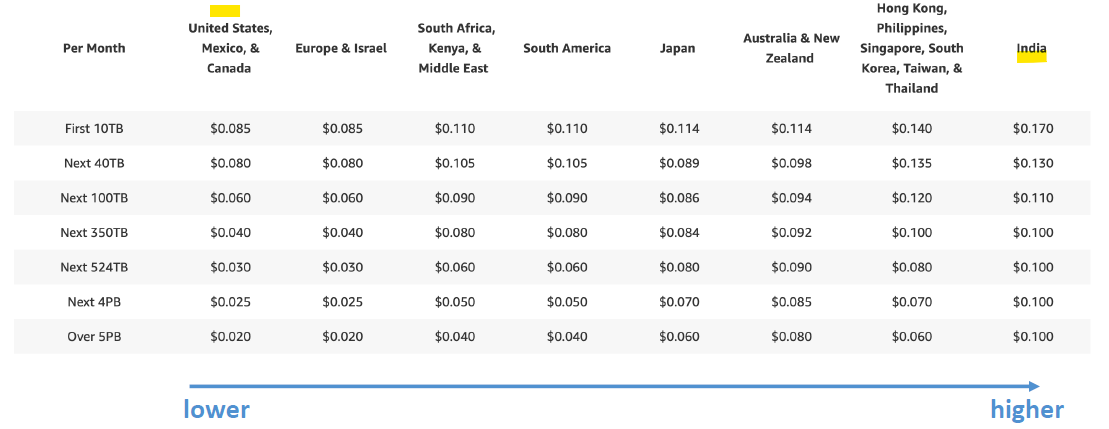 Per Month
United States,
Mexico, &
Canada
Europe & Israel
South Africa,
Kenya, &
Middle East
South America
Japan
Australia & New
Zealand
Hong Kong,
Philippines,
Singapore, South
Korea, Taiwan, &
Thailand
India
First 10TB $0.085 $0.085 $0.110 $0.110 $0.114 $0.114 $0.140 $0.170
Next 40TB $0.080 $0.080 $0.105 $0.105 $0.089 $0.098 $0.135 $0.130
Next 100TB $0.060 $0.060 $0.090 $0.090 $0.086 $0.094 $0.120 $0.110
Next 350TB $0.040 $0.040 $0.080 $0.080 $0.084 $0.092 $0.100 $0.100
Next 524TB $0.030 $0.030 $0.060 $0.060 $0.080 $0.090 $0.080 $0.100
Next 4PB $0.025 $0.025 $0.050 $0.050 $0.070 $0.085 $0.070 $0.100
Over 5PB $0.020 $0.020 $0.040 $0.040 $0.060 $0.080 $0.060 $0.100
lower higher